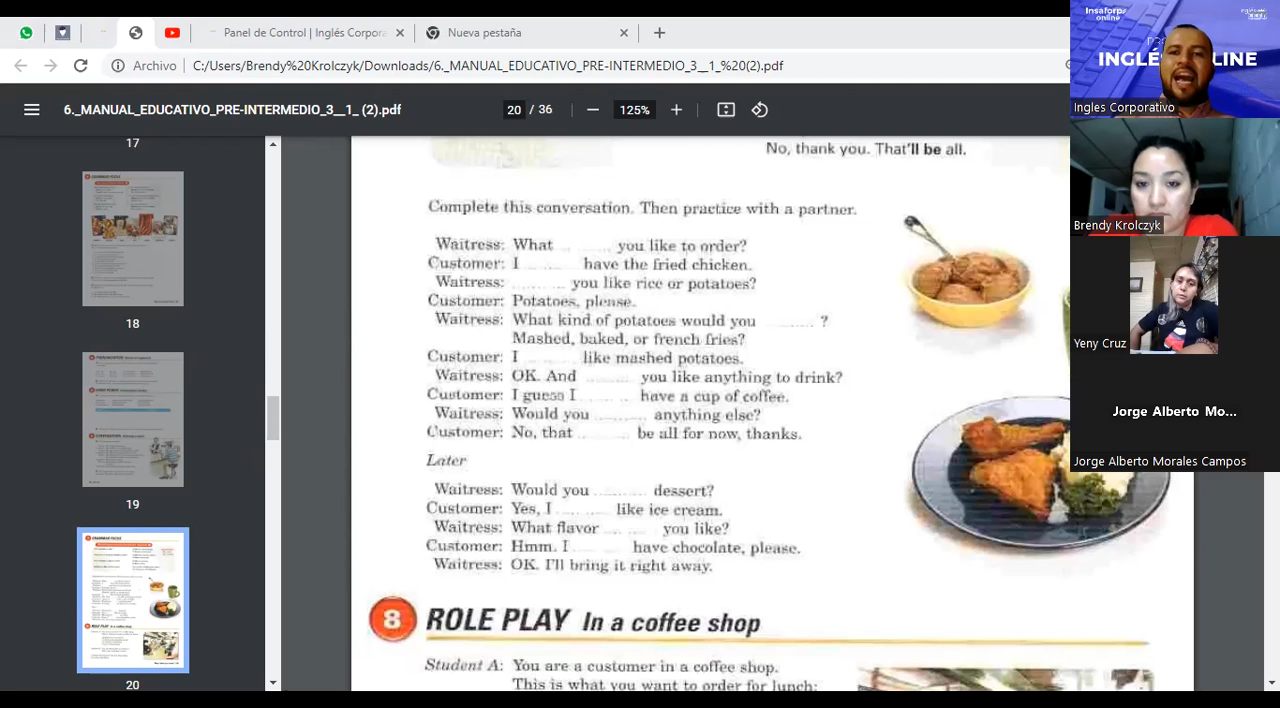 Panel de Control | Inglés Corpora
Nueva pestaña
Archivo
C:/Users/Brendy%20Krolczyk/Down
MANUAL_EDUCATIVO_PRE-INTERMEDIO_3__1_%20(2).pdf
6._MANUAL_EDUCATIVO_PRE-INTERMEDIO_3__1_ (2).pdf
20 / 36
125%
17
18
19
20
No, thank you. That'll be all.
Complete this conversation. Then practice with a partner.
Waitress: What ........ you like to order?
Customer: I ........ have the fried chicken.
Waitress: ........ you like rice or potatoes?
Customer: Potatoes, please.
Waitress: What kind of potatoes would you ........ ?
Mashed, baked, or french fries?
Customer: I ........ like mashed potatoes.
Waitress: OK. And ........ you like anything to drink?
Customer: I guess I ........ have a cup of coffee.
Waitress: Would you ........ anything else?
Customer: No, that ........ be all for now, thanks.
Later
Waitress: Would you ........ dessert?
Customer: Yes, I ........ like ice cream.
Waitress: What flavor ........ you like?
Customer: Hmm. I ........ have chocolate, please.
Waitress: OK. I'll bring it right away.
8 ROLE PLAY In a coffee shop
Student A: You are a customer in a coffee shop.
This is what you want to order for lunch:
Insaforp
online
INGLÉ
LINE
Ingles Corporativo
Brendy Krolczyk
Yeny Cruz
Jorge Alberto Mo...
Jorge Alberto Morales Campos